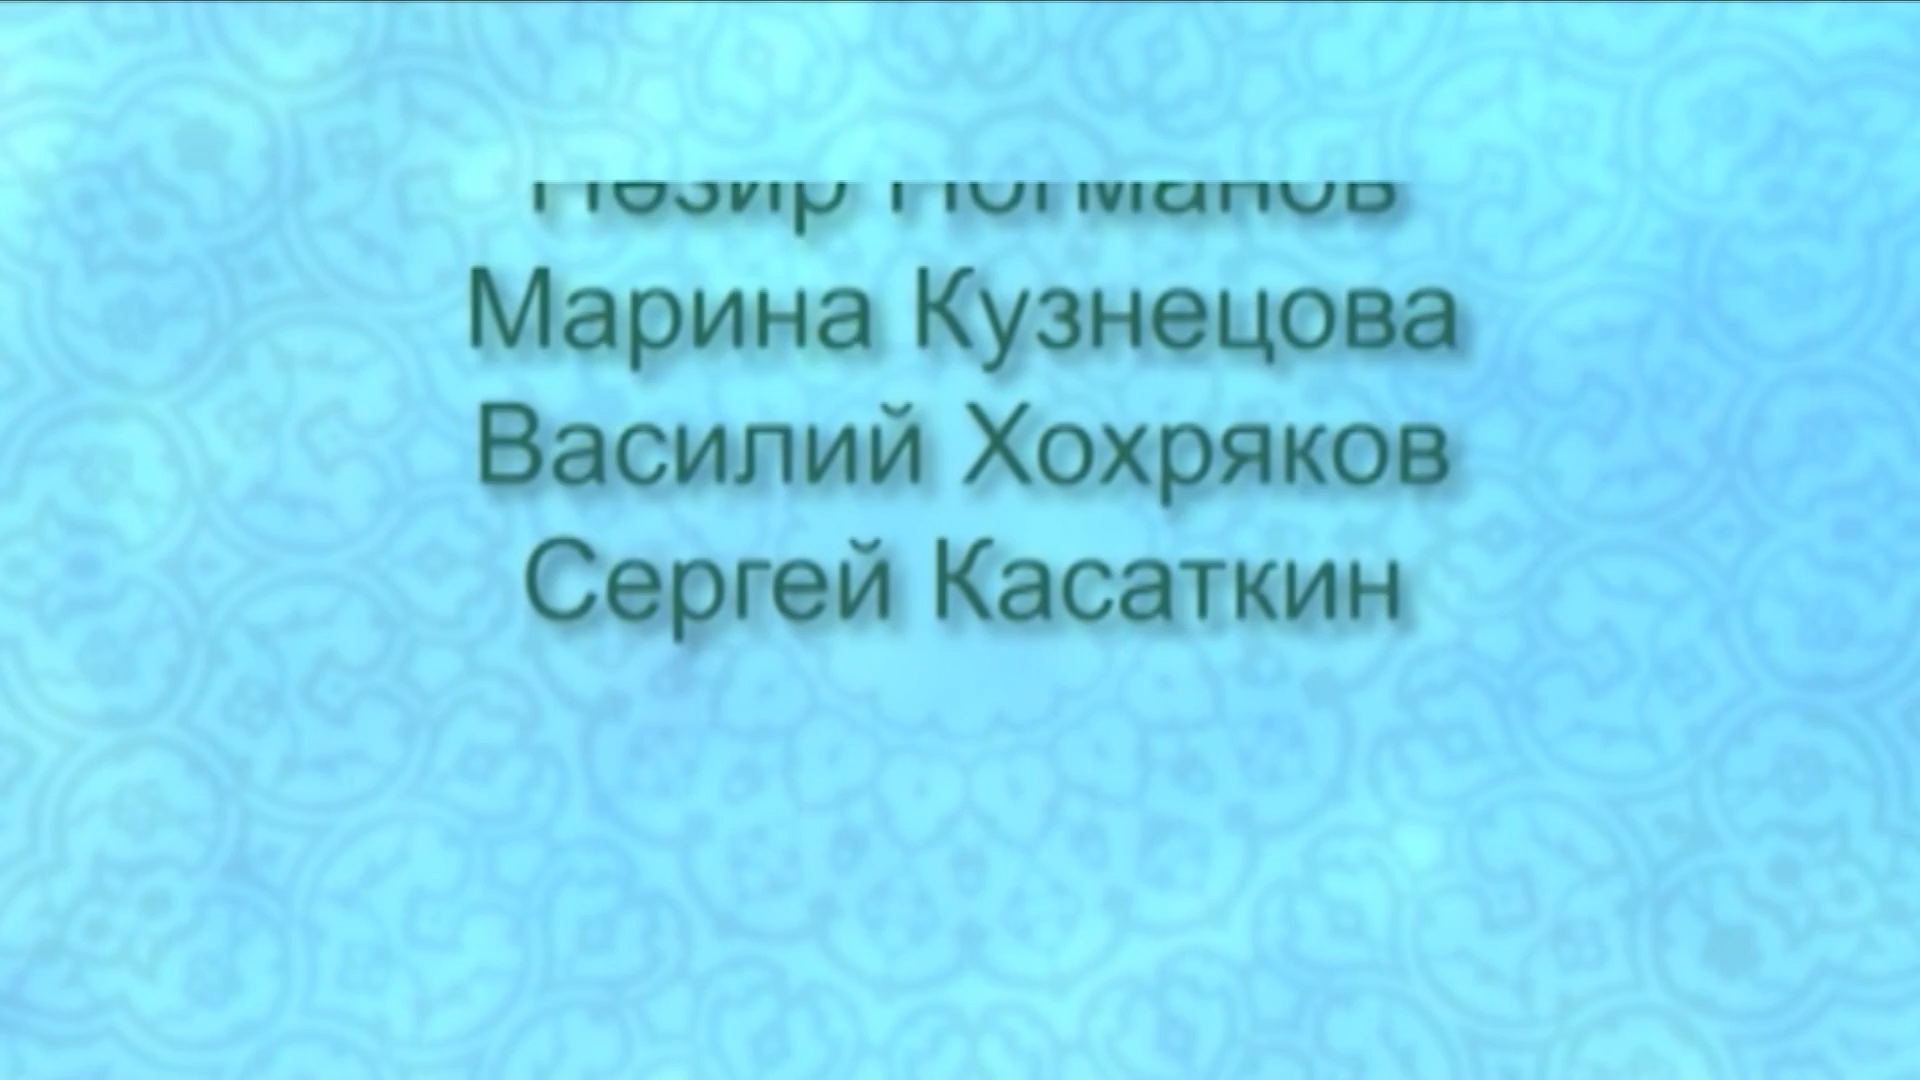 Марина Кузнецова
Василий Хохряков
Сергей Касаткин